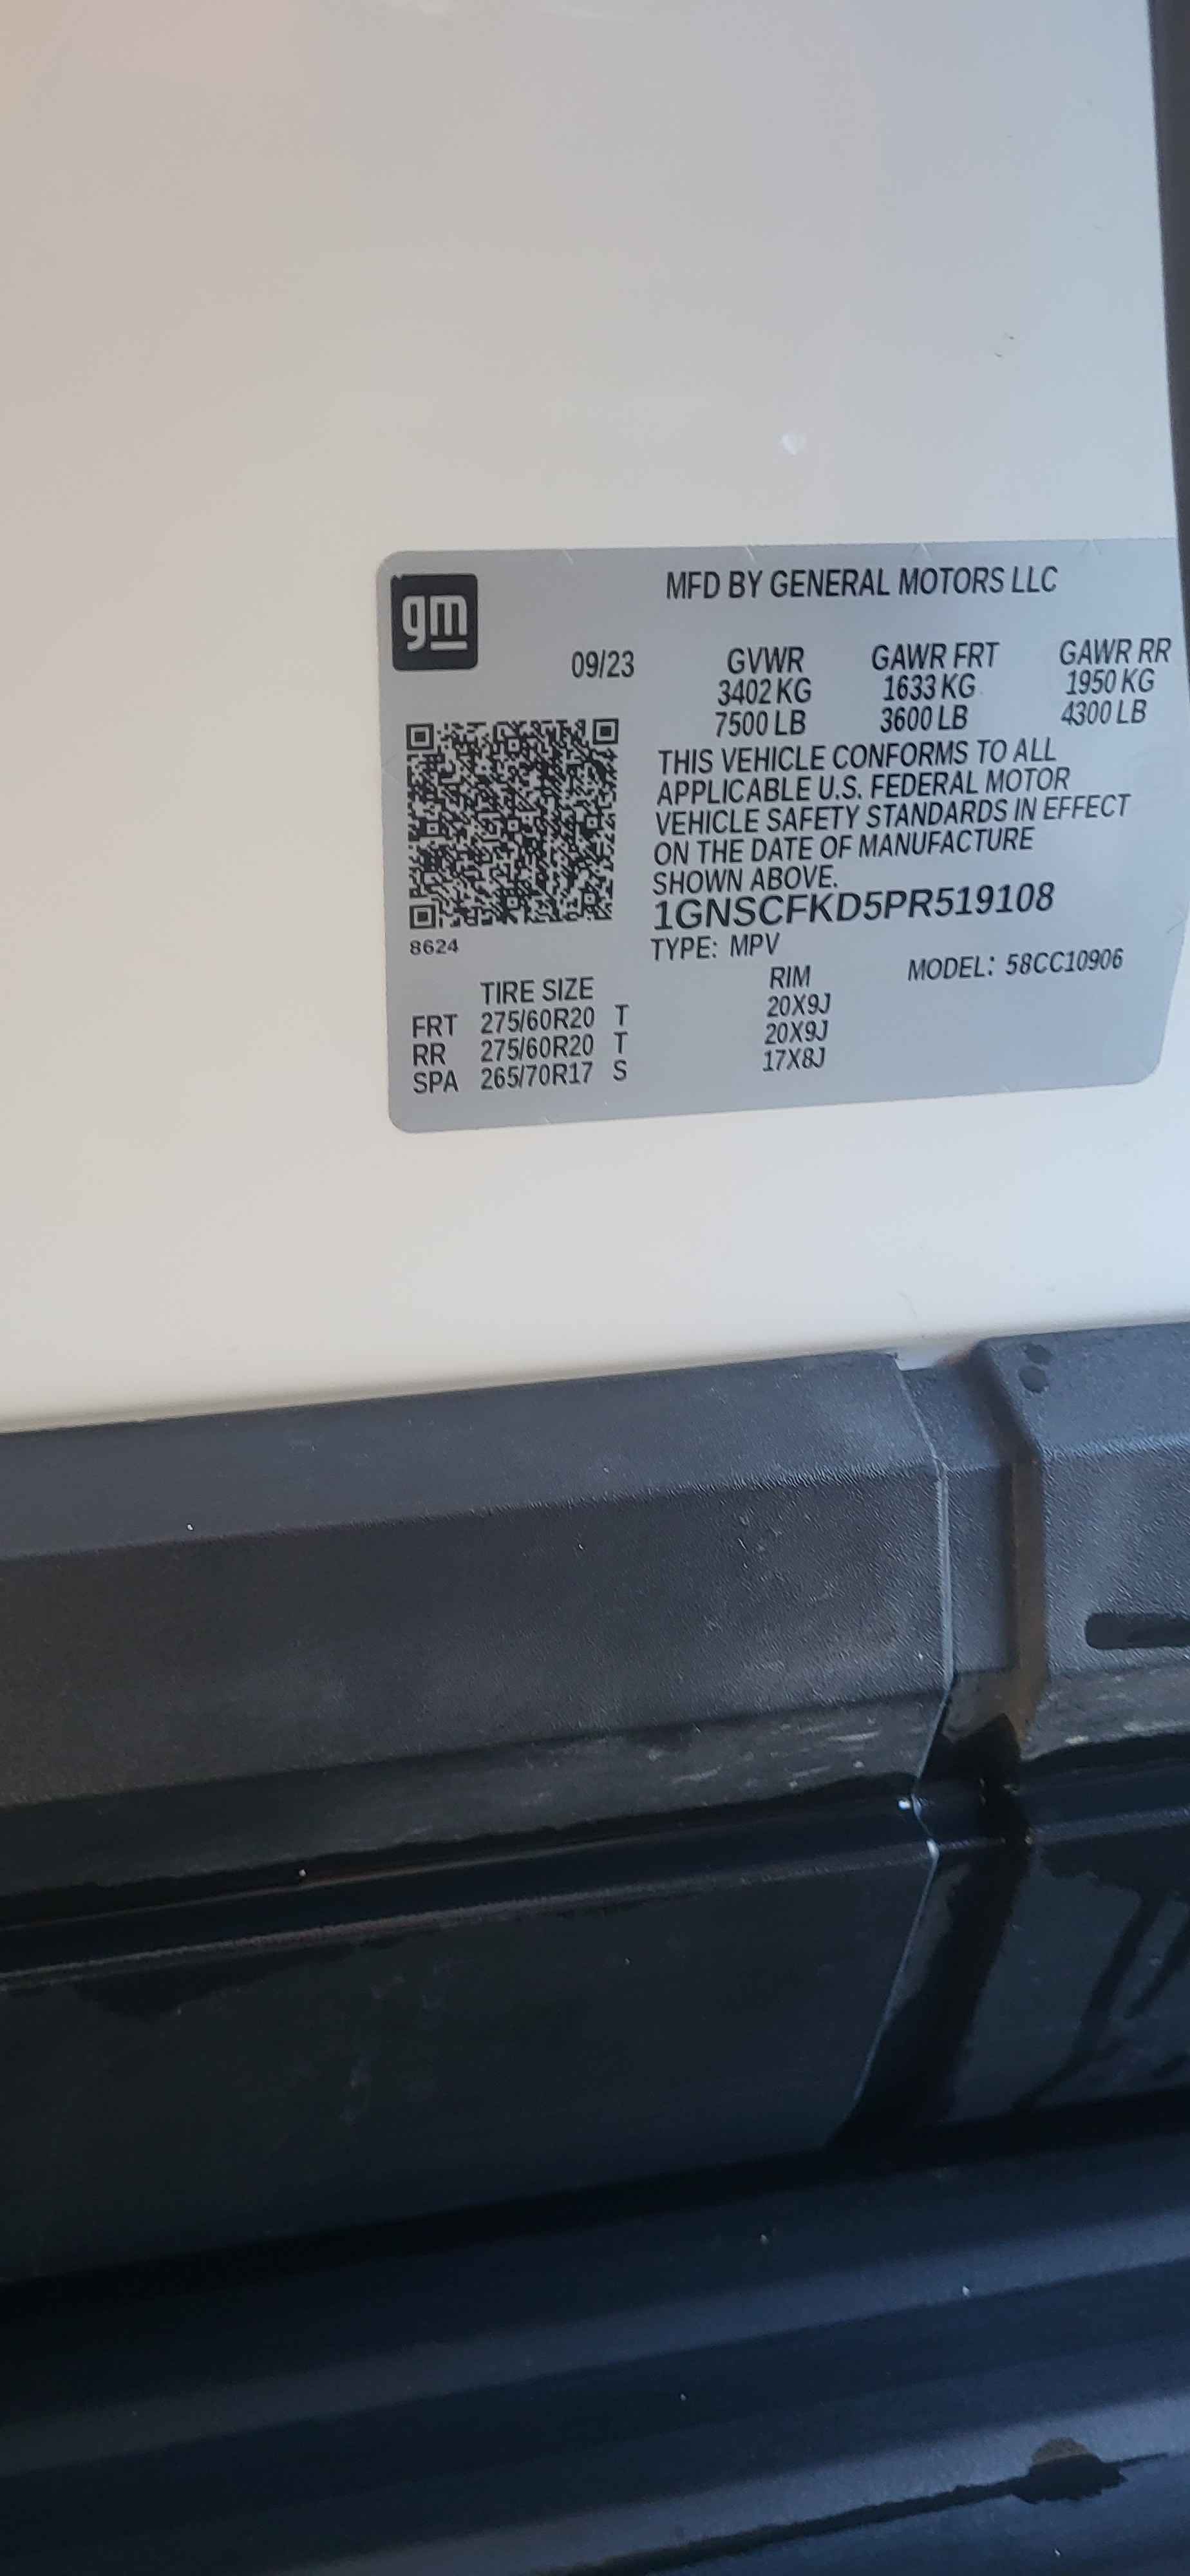 gm
MFD BY GENERAL MOTORS LLC
09/23 GVWR GAWR FRT GAWR RR
3402 KG 1633 KG 1950 KG
7500 LB 3600 LB 4300 LB
THIS VEHICLE CONFORMS TO ALL
APPLICABLE U.S. FEDERAL MOTOR
VEHICLE SAFETY STANDARDS IN EFFECT
ON THE DATE OF MANUFACTURE
SHOWN ABOVE.
1GNSCFKD5PR519108
8624
TYPE: MPV
MODEL: 58CC10906
TIRE SIZE RIM
FRT 275/60R20 T 20X9J
RR 275/60R20 T 20X9J
SPA 265/70R17 S 17X8J